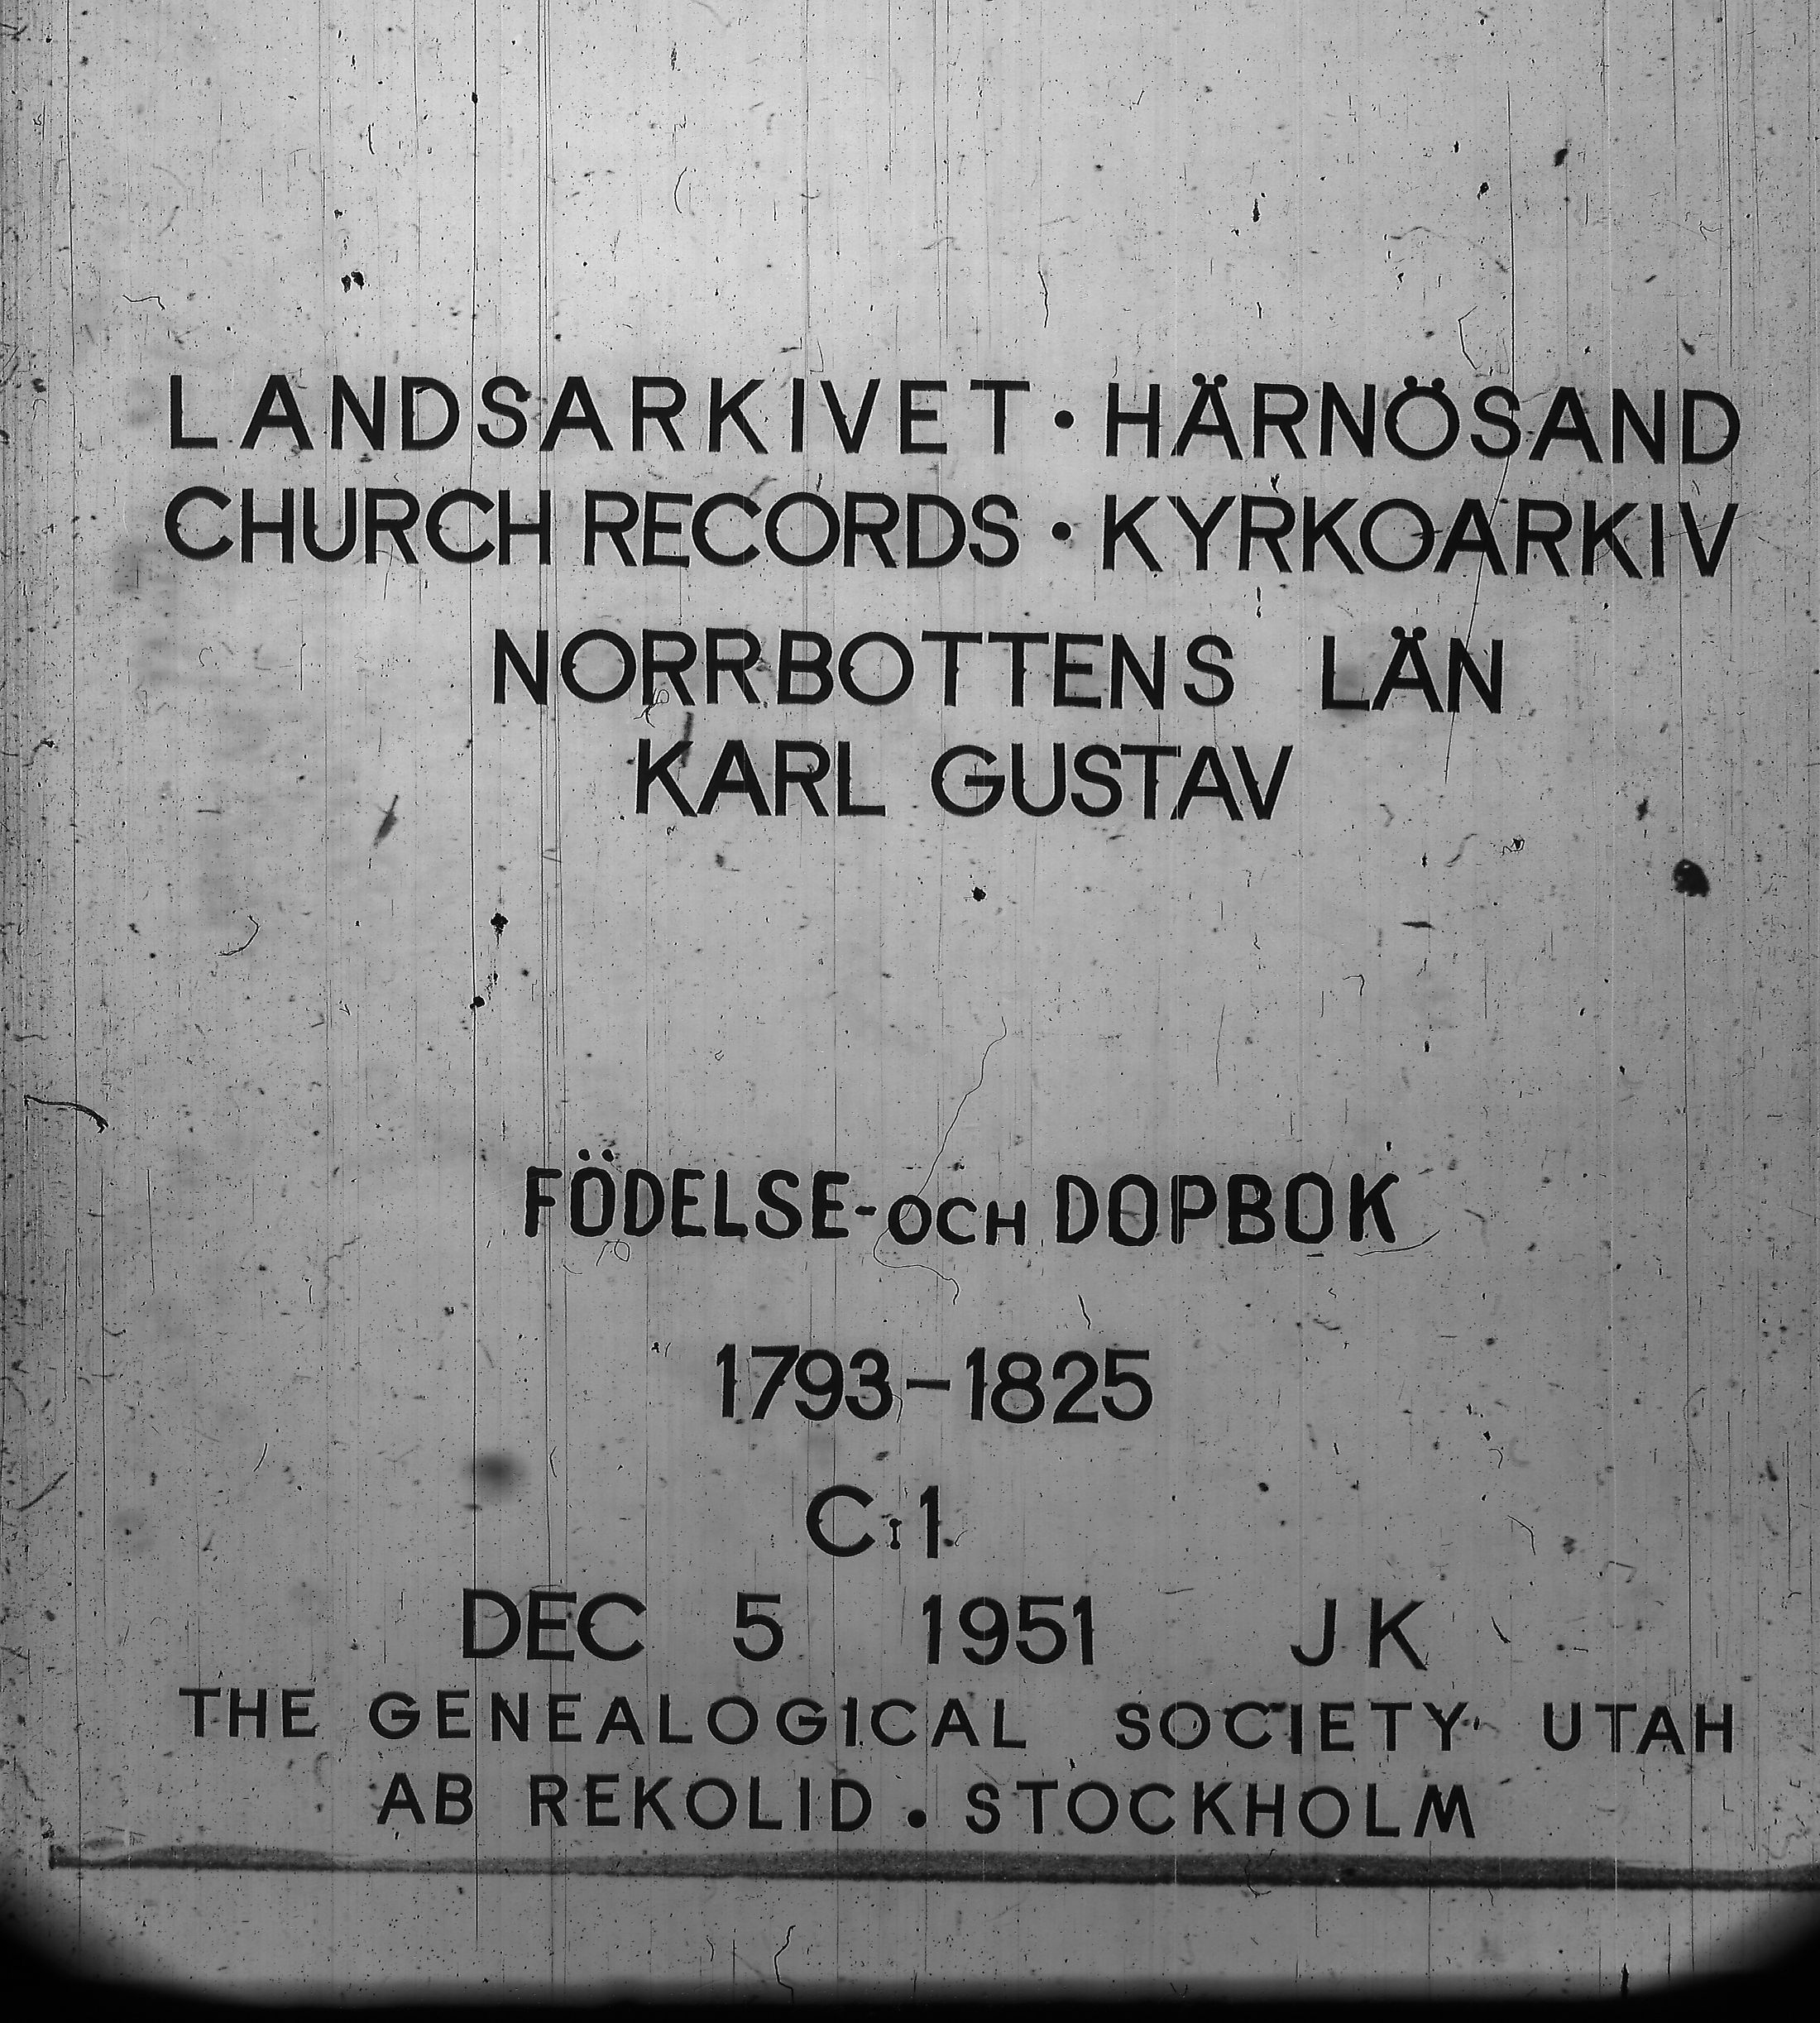 LANDSARKIVET · HÄRNÖSAND
CHURCH RECORDS · KYRKOARKIV
NORRBOTTENS LÄN
KARL GUSTAV
FÖDELSE- OCH DOPBOK
1793-1825
C:1
DEC 5 1951 JK
THE GENEALOGICAL SOCIETY UTAH
AB REKOLID . STOCKHOLM